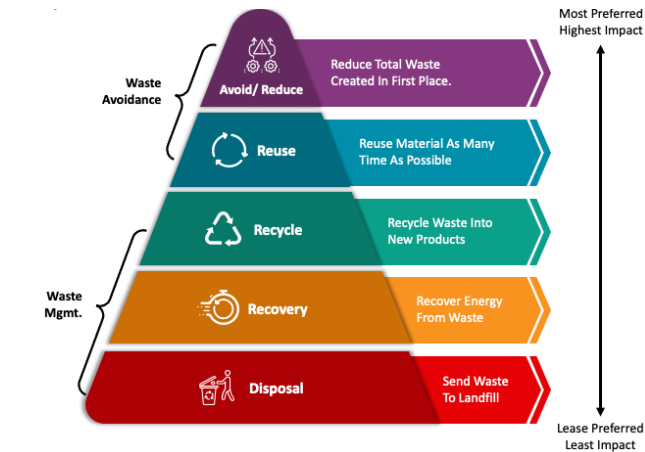 Most Preferred
Highest Impact
Waste
Avoidance
Avoid/ Reduce
Reduce Total Waste
Created In First Place.
Reuse
Reuse Material As Many
Time As Possible
Recycle
Recycle Waste Into
New Products
Waste
Mgmt.
Recovery
Recover Energy
From Waste
Disposal
Send Waste
To Landfill
Lease Preferred
Least Impact